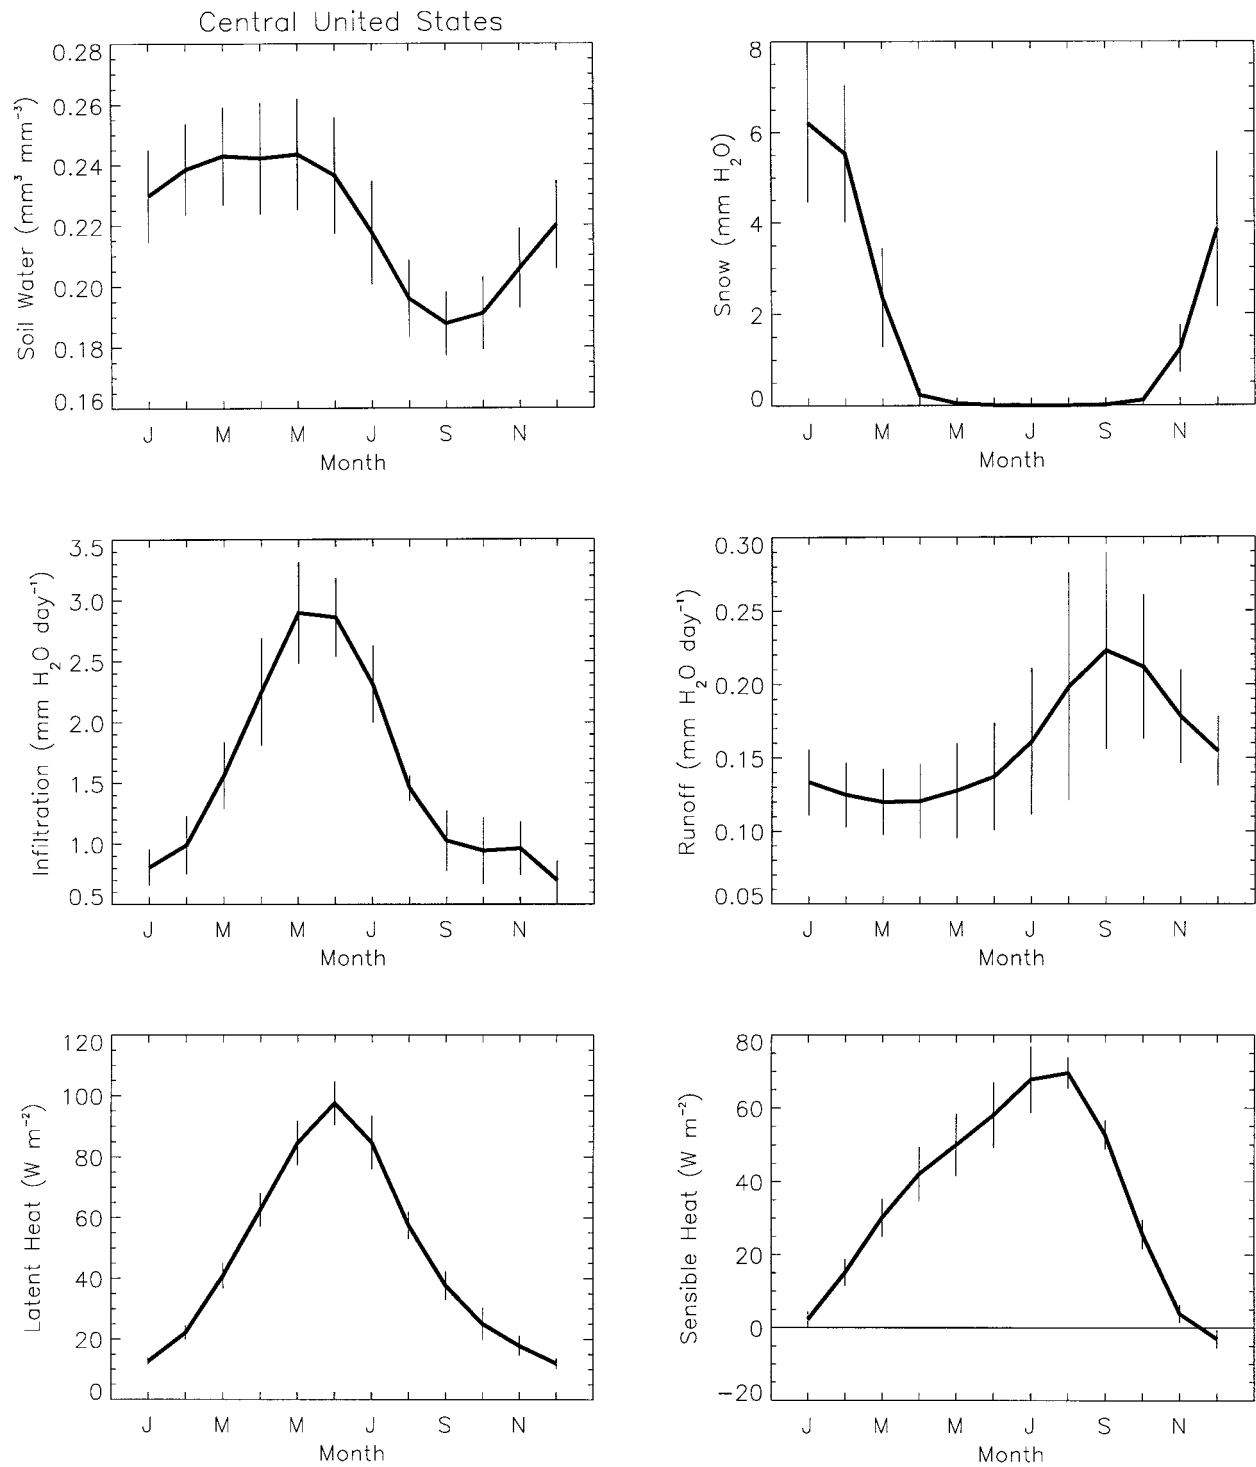 Central United States
Soil Water (mm³ mm⁻³)
0.28
0.26
0.24
0.22
0.20
0.18
0.16
J M M J S N
Month
Snow (mm H₂O)
8
6
4
2
0
J M M J S N
Month
Infiltration (mm H₂O day⁻¹)
3.5
3.0
2.5
2.0
1.5
1.0
0.5
J M M J S N
Month
Runoff (mm H₂O day⁻¹)
0.30
0.25
0.20
0.15
0.10
0.05
J M M J S N
Month
Latent Heat (W m⁻²)
120
100
80
60
40
20
0
J M M J S N
Month
Sensible Heat (W m⁻²)
80
60
40
20
0
−20
J M M J S N
Month